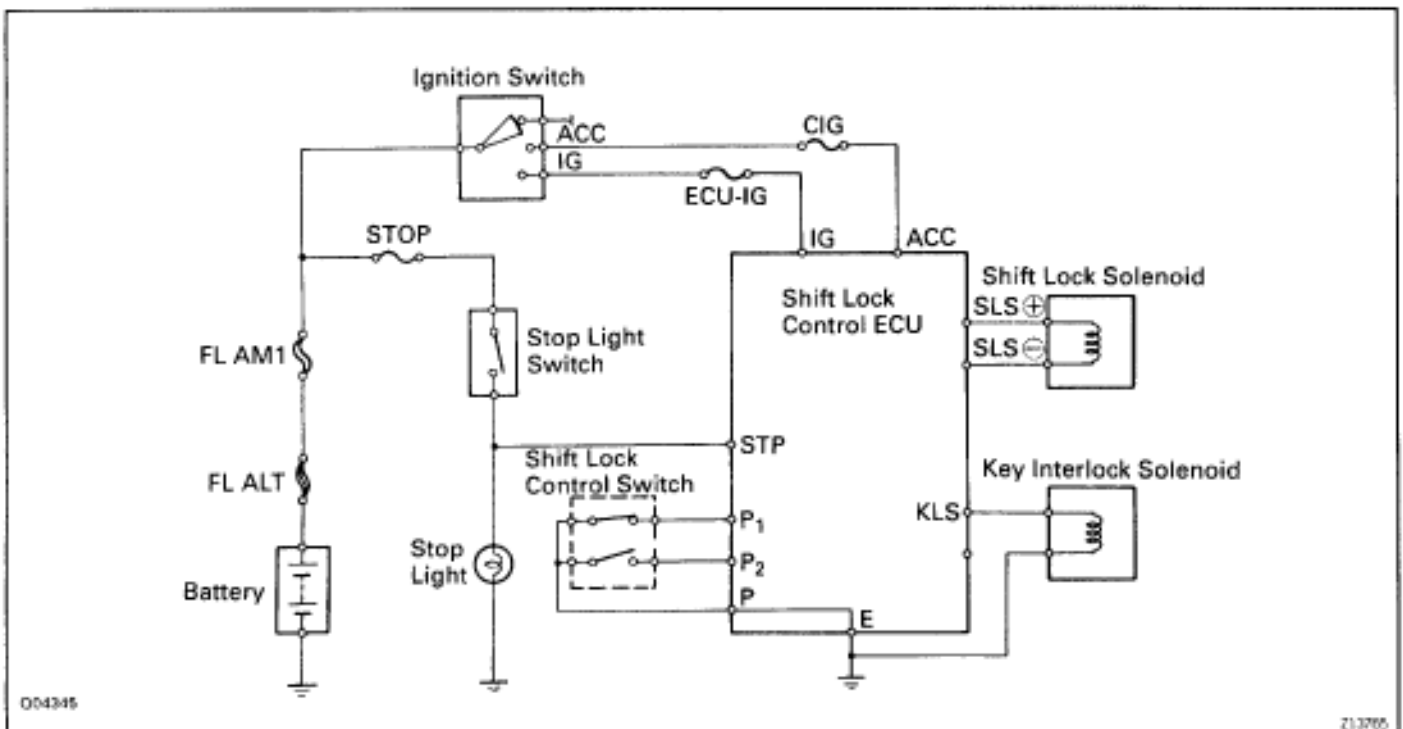 Ignition Switch
ACC
IG
CIG
ECU-IG
STOP
IG
ACC
Shift Lock Solenoid
Shift Lock
Control ECU
SLS ⊕
SLS ⊖
FL AM1
Stop Light
Switch
STP
Shift Lock
Control Switch
Key Interlock Solenoid
FL ALT
KLS
P1
P2
P
E
Stop
Light
Battery
Z13765